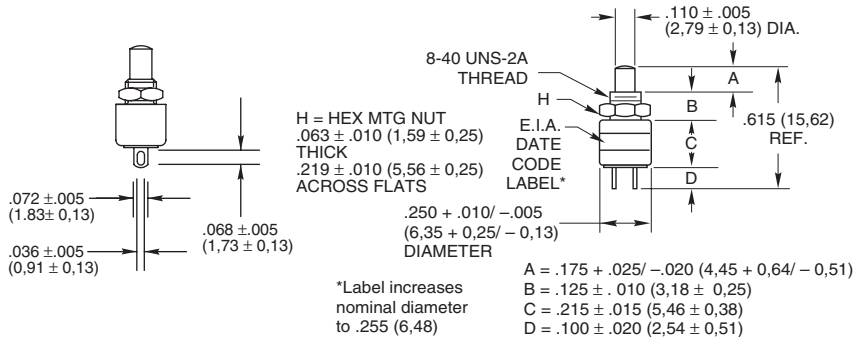 .110 ± .005
(2,79 ± 0,13) DIA.
8-40 UNS-2A
THREAD
A
H
B
H = HEX MTG NUT
.063 ± .010 (1,59 ± 0,25)
THICK
.219 ± .010 (5,56 ± 0,25)
ACROSS FLATS
E.I.A.
DATE
CODE
LABEL*
.615 (15,62)
REF.
C
D
.072 ±.005
(1.83± 0,13)
.068 ±.005
(1,73 ± 0,13)
.036 ±.005
(0,91 ± 0,13)
.250 + .010/ –.005
(6,35 + 0,25/ – 0,13)
DIAMETER
*Label increases
nominal diameter
to .255 (6,48)
A = .175 + .025/ –.020 (4,45 + 0,64/ – 0,51)
B = .125 ± . 010 (3,18 ± 0,25)
C = .215 ± .015 (5,46 ± 0,38)
D = .100 ± .020 (2,54 ± 0,51)